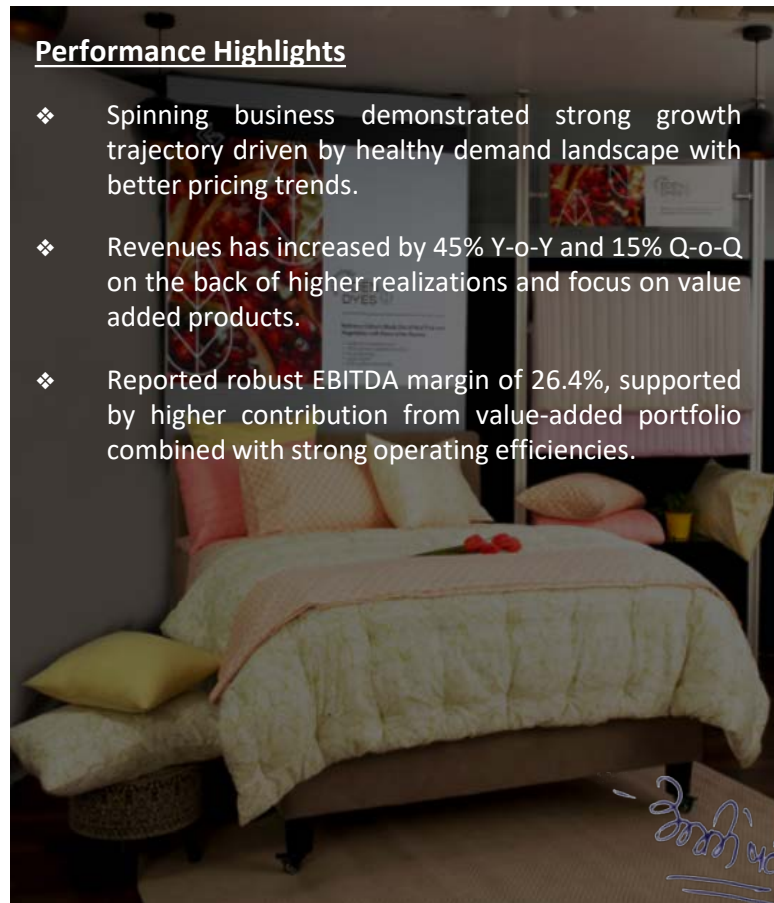 Performance Highlights
❖ Spinning business demonstrated strong growth
trajectory driven by healthy demand landscape with
better pricing trends.
❖ Revenues has increased by 45% Y-o-Y and 15% Q-o-Q
on the back of higher realizations and focus on value
added products.
❖ Reported robust EBITDA margin of 26.4%, supported
by higher contribution from value-added portfolio
combined with strong operating efficiencies.
DYES